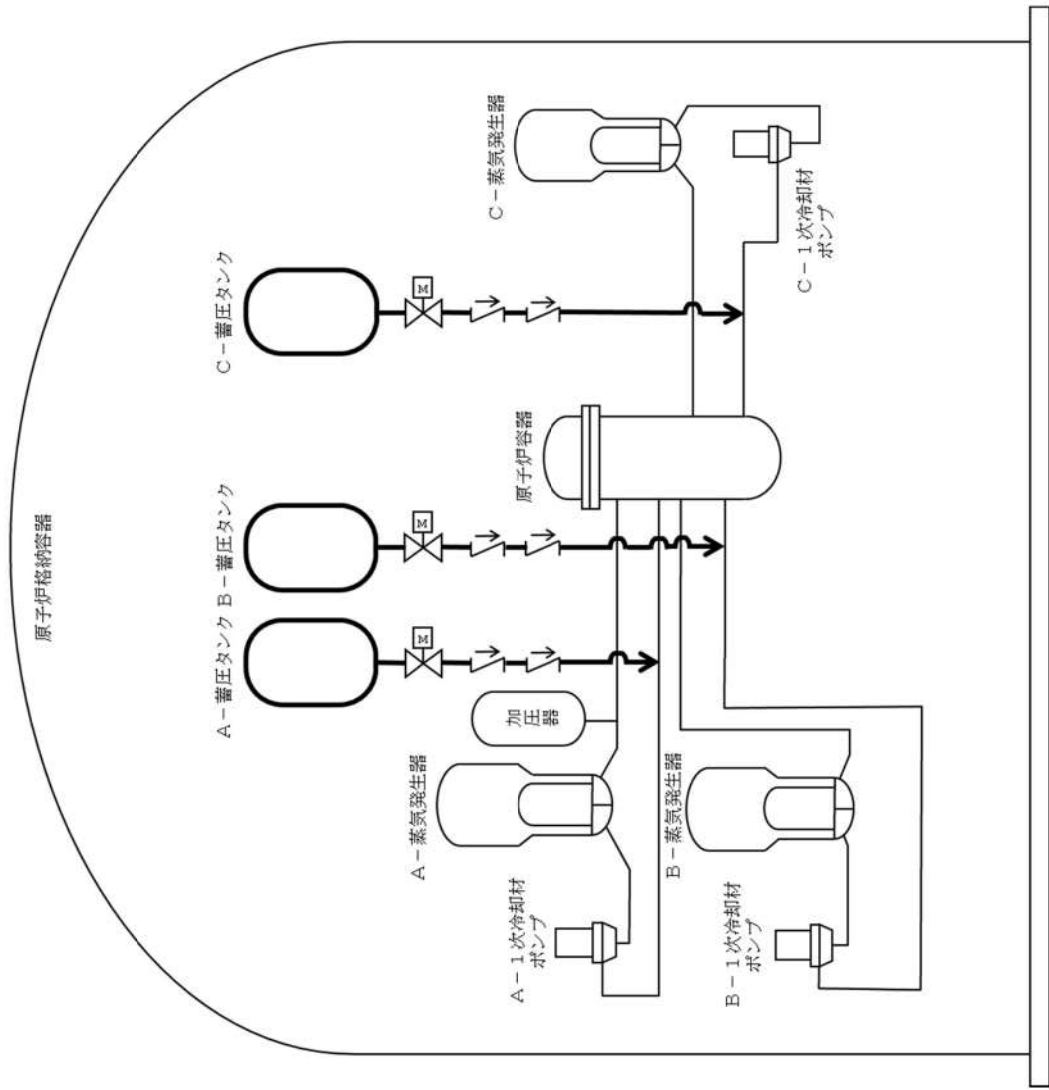 原子炉格納容器
A－蓄圧タンク
B－蓄圧タンク
C－蓄圧タンク
M
M
M
加
圧
器
原子炉容器
A－蒸気発生器
B－蒸気発生器
C－蒸気発生器
A－1次冷却材
ポンプ
B－1次冷却材
ポンプ
C－1次冷却材
ポンプ